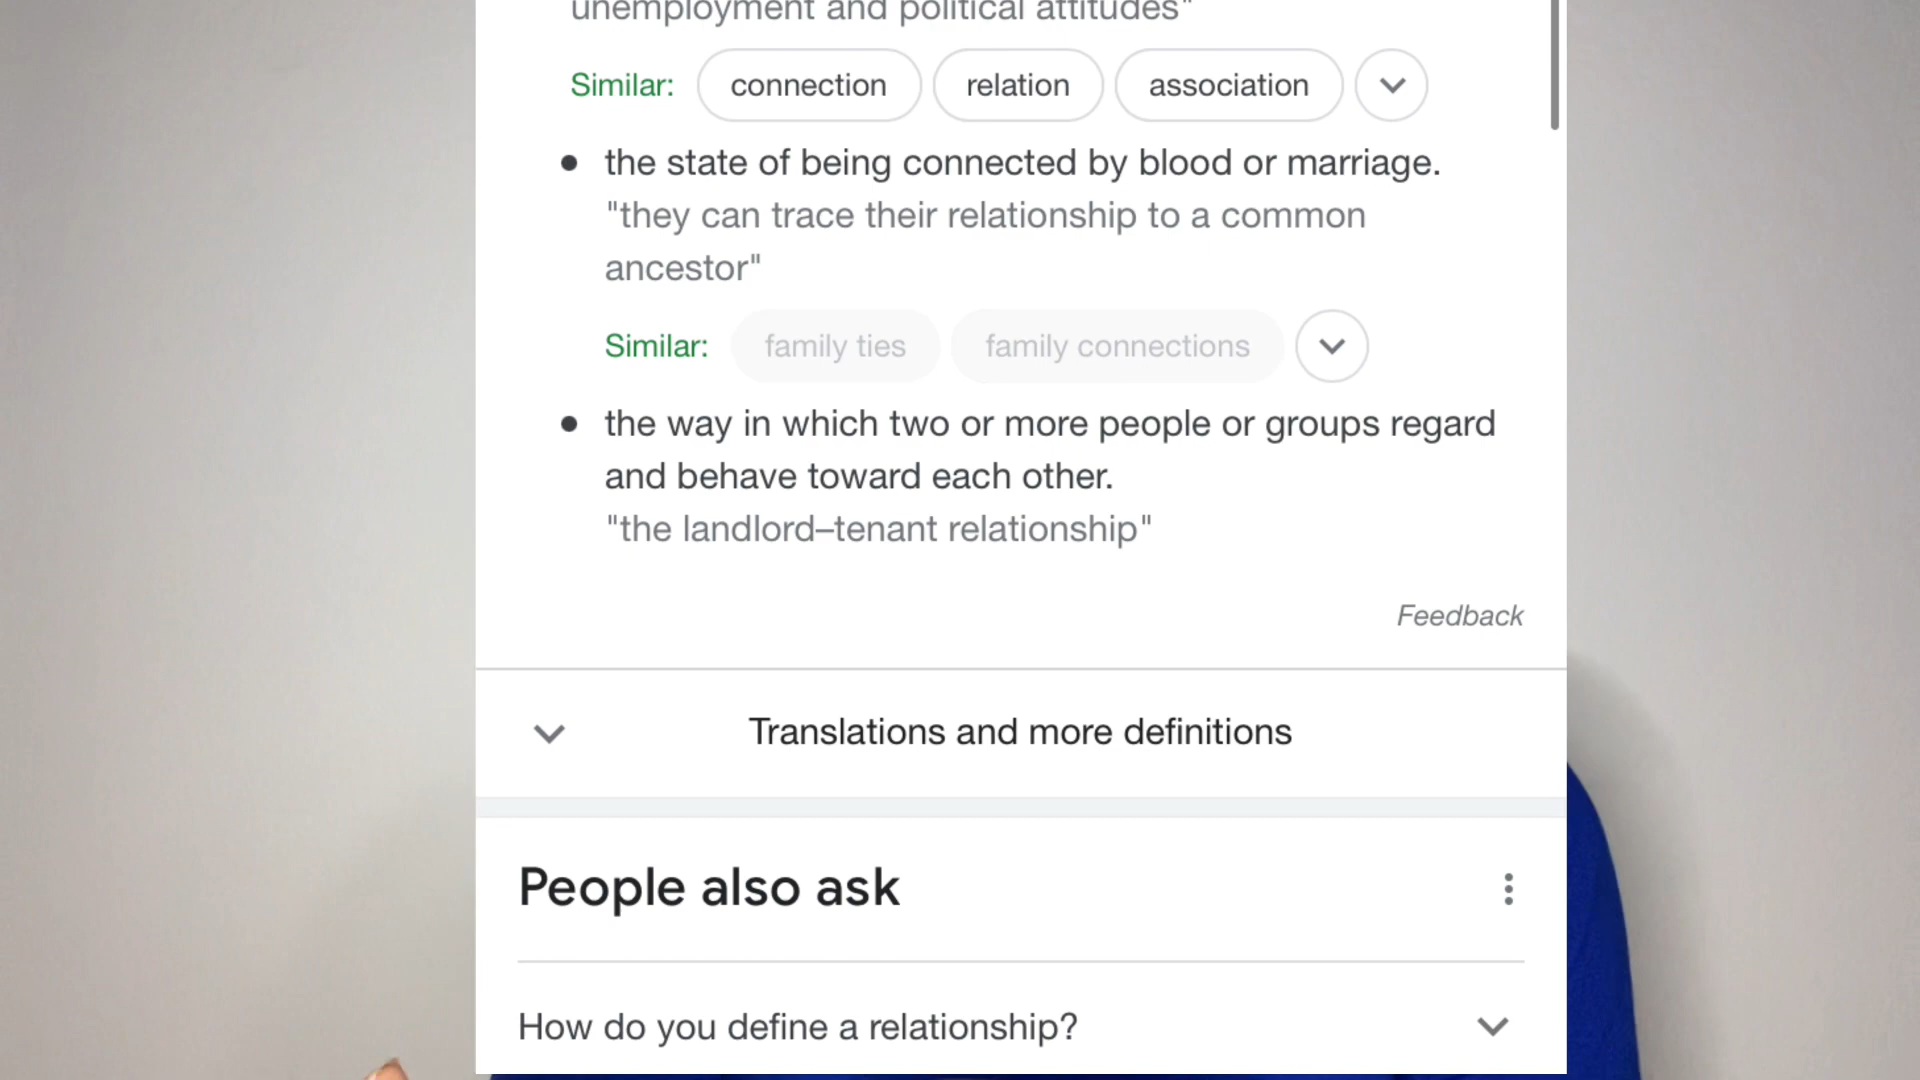 unemployment and political attitudes"
Similar: connection relation association
the state of being connected by blood or marriage.
"they can trace their relationship to a common
ancestor"
Similar: family ties family connections
the way in which two or more people or groups regard
and behave toward each other.
"the landlord–tenant relationship"
Feedback
Translations and more definitions
People also ask
How do you define a relationship?